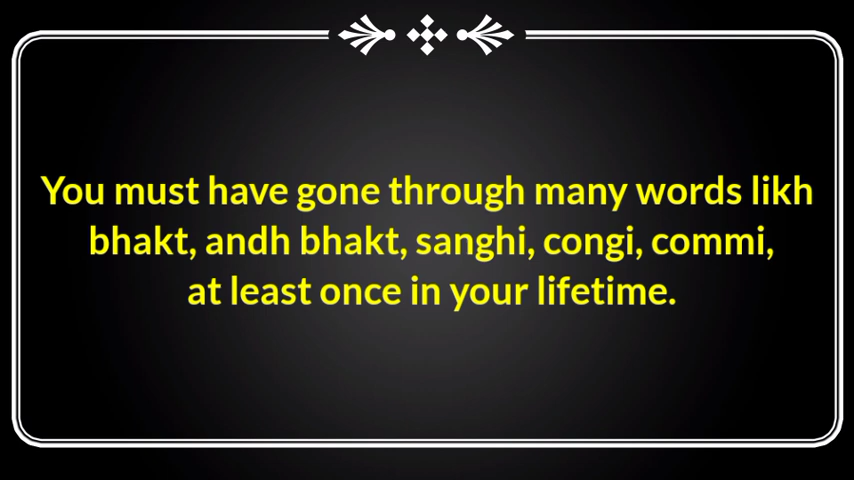 You must have gone through many words likh
bhakt, andh bhakt, sanghi, congi, commi,
at least once in your lifetime.